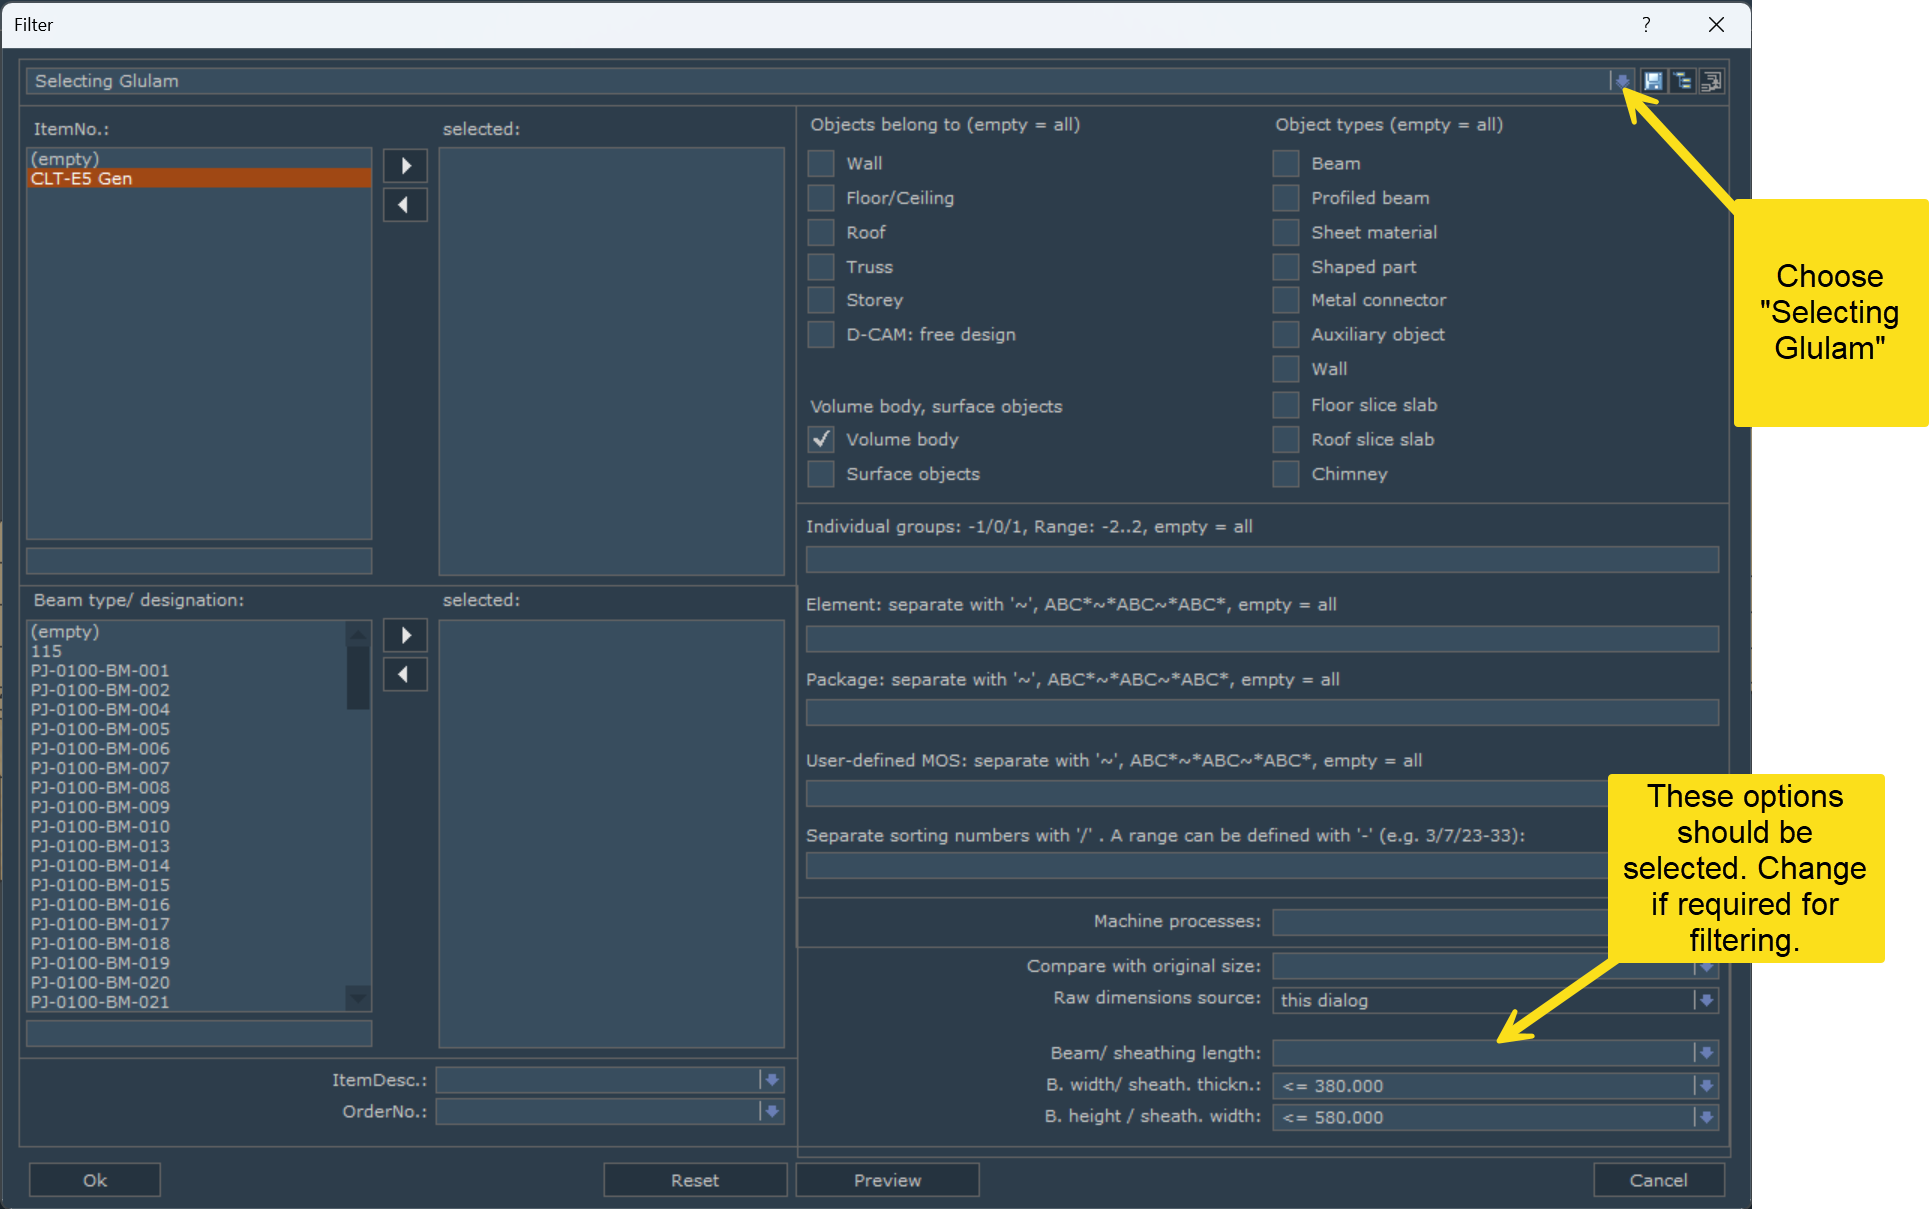 Filter
?
Selecting Glulam
ItemNo.:
selected:
(empty)
CLT-E5 Gen
Objects belong to (empty = all)
Wall
Floor/Ceiling
Roof
Truss
Storey
D-CAM: free design
Volume body, surface objects
Volume body
Surface objects
Object types (empty = all)
Beam
Profiled beam
Sheet material
Shaped part
Metal connector
Auxiliary object
Wall
Floor slice slab
Roof slice slab
Chimney
Choose
"Selecting
Glulam"
Individual groups: -1/0/1, Range: -2..2, empty = all
Element: separate with '~', ABC*~*ABC~*ABC*, empty = all
Package: separate with '~', ABC*~*ABC~*ABC*, empty = all
User-defined MOS: separate with '~', ABC*~*ABC~*ABC*, empty = all
Separate sorting numbers with '/' . A range can be defined with '-' (e.g. 3/7/23-33):
Beam type/ designation:
selected:
(empty)
115
PJ-0100-BM-001
PJ-0100-BM-002
PJ-0100-BM-004
PJ-0100-BM-005
PJ-0100-BM-006
PJ-0100-BM-007
PJ-0100-BM-008
PJ-0100-BM-009
PJ-0100-BM-010
PJ-0100-BM-013
PJ-0100-BM-014
PJ-0100-BM-015
PJ-0100-BM-016
PJ-0100-BM-017
PJ-0100-BM-018
PJ-0100-BM-019
PJ-0100-BM-020
PJ-0100-BM-021
These options
should be
selected. Change
if required for
filtering.
Machine processes:
Compare with original size:
Raw dimensions source: this dialog
Beam/ sheathing length:
B. width/ sheath. thickn.: <= 380.000
B. height / sheath. width: <= 580.000
ItemDesc.:
OrderNo.:
Ok
Reset
Preview
Cancel